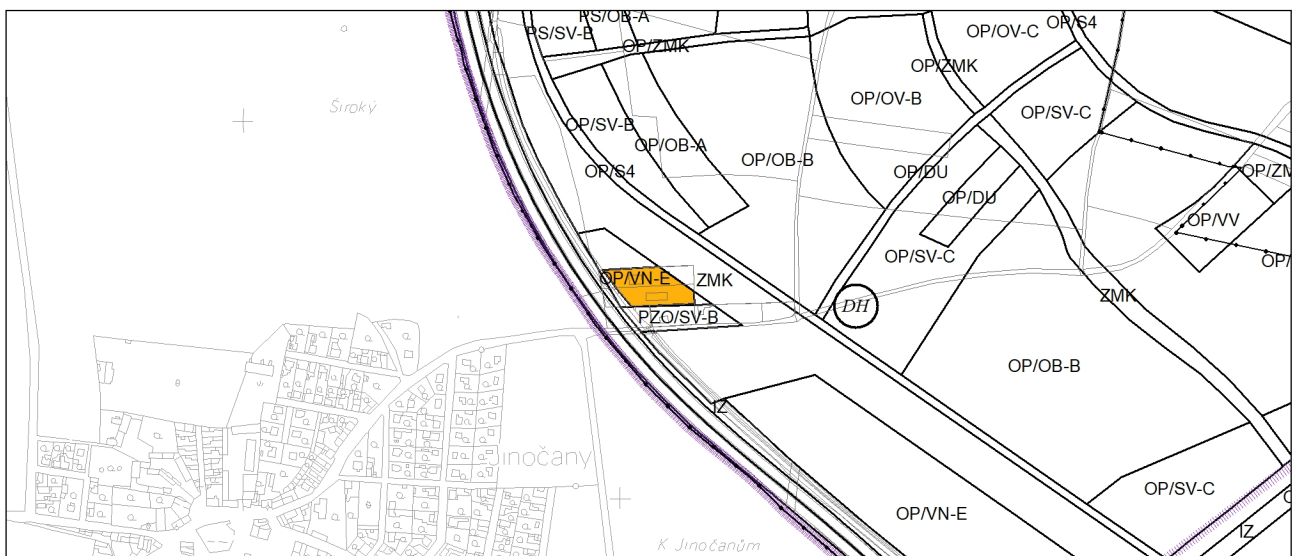 PS/OB-A
PS/SV-B
OP/ZMK
OP/OV-C
OP/S4
OP/ZMK
Široký
OP/OV-B
OP/SV-C
OP/SV-B
OP/OB-A
OP/OB-B
OP/S4
OP/DU
OP/ZM
OP/DU
OP/VV
OP/SV-C
OP/
OP/VN-E
ZMK
ZMK
DH
PZO/SV-B
OP/OB-B
IZ
Jinočany
OP/SV-C
OP/VN-E
IZ
K Jinočanům